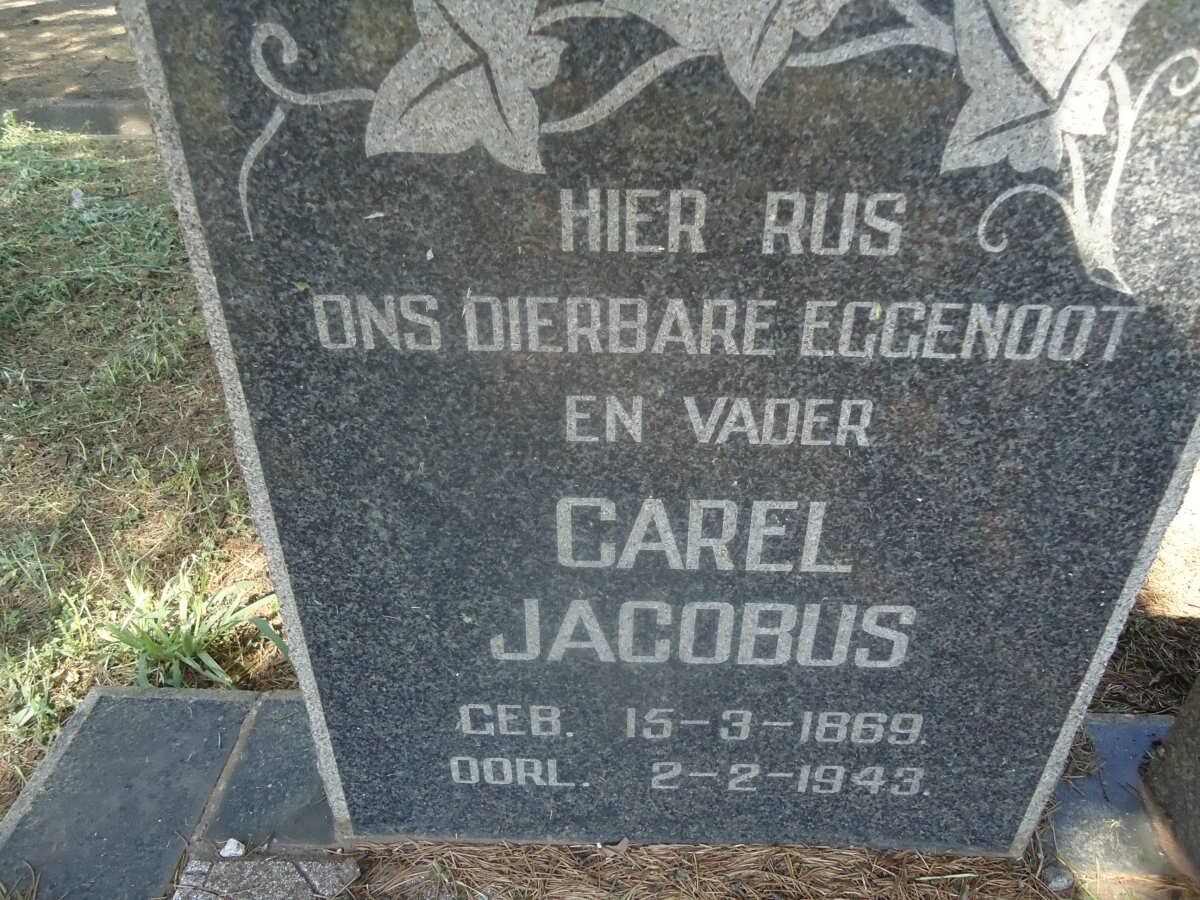 HIER RUS
ONS DIERBARE EGGENOOT
EN VADER
CAREL
JACOBUS
GEB. 15-3-1869.
OORL. 2-2-1943.